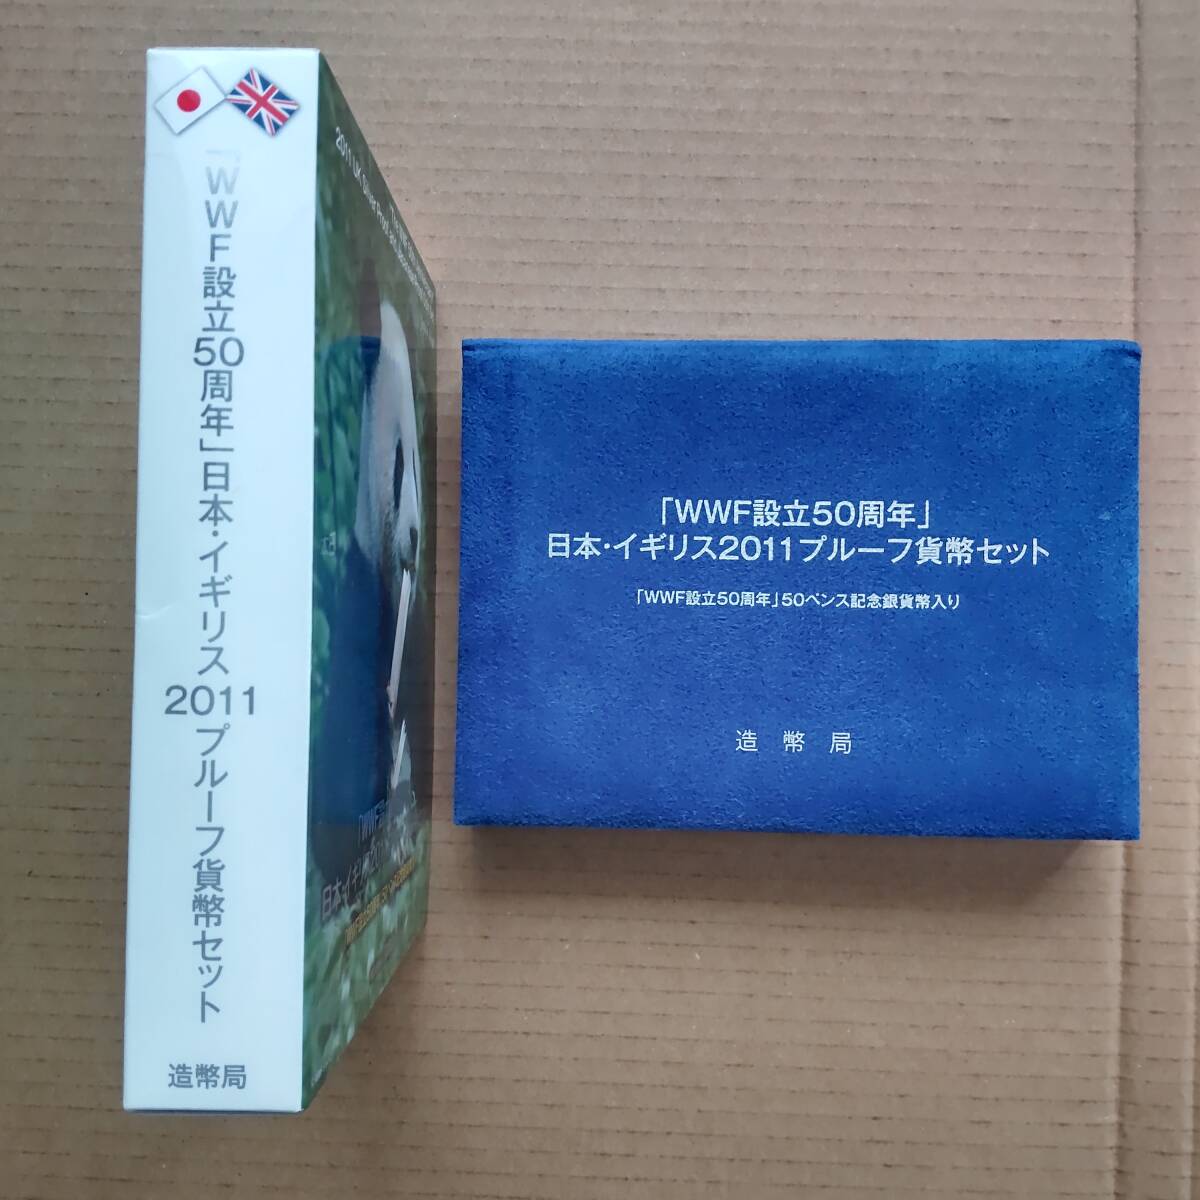 「WWF設立50周年」日本・イギリス2011プルーフ貨幣セット
造幣局
「WWF設立50周年」
日本・イギリス2011プルーフ貨幣セット
「WWF設立50周年」50ペンス記念銀貨幣入り
造幣局